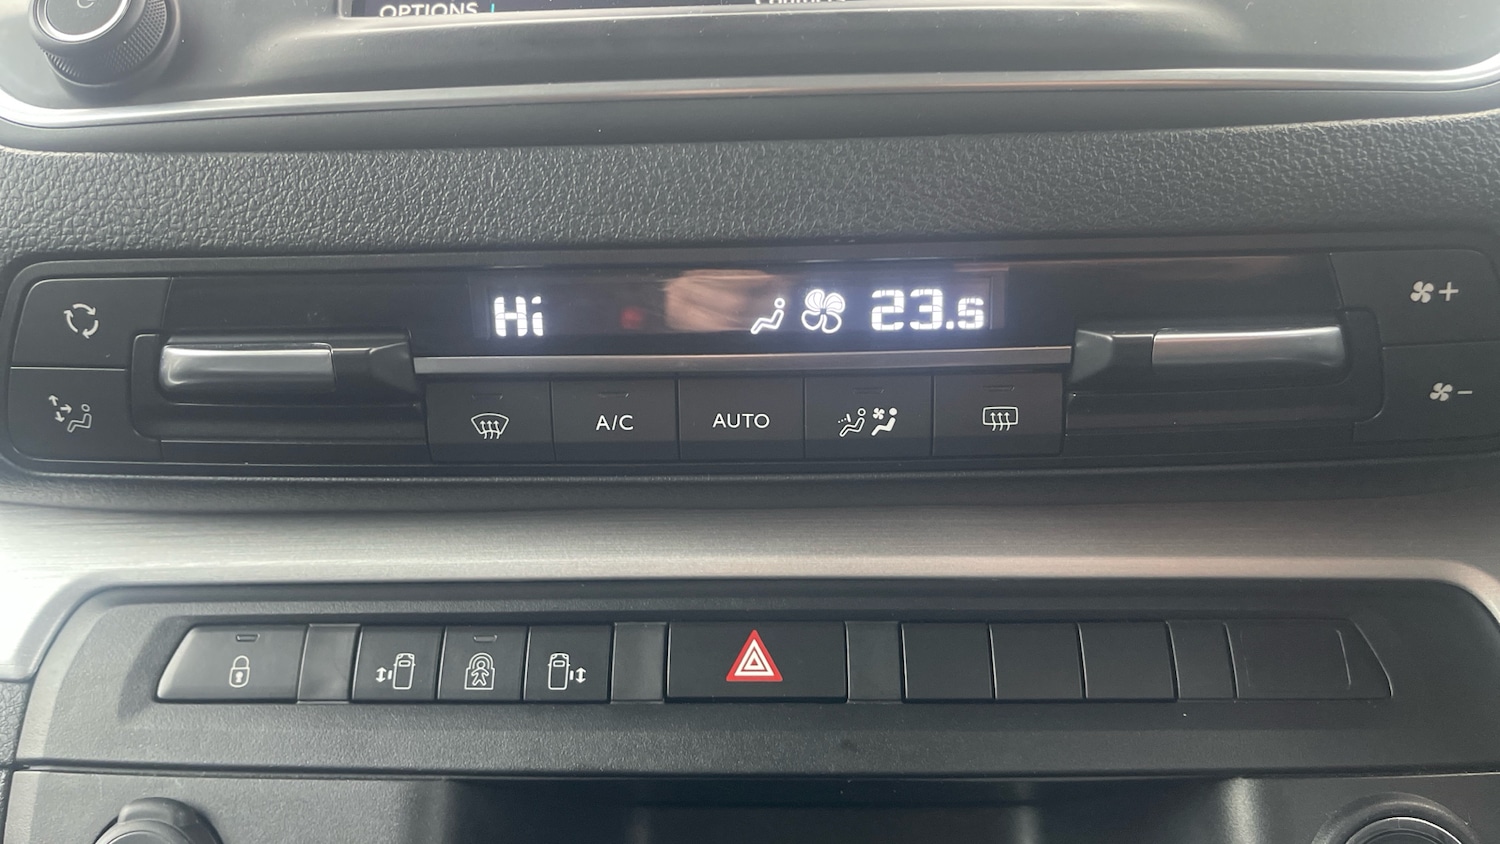 OPTIONS
Hi 23.5
A/C AUTO